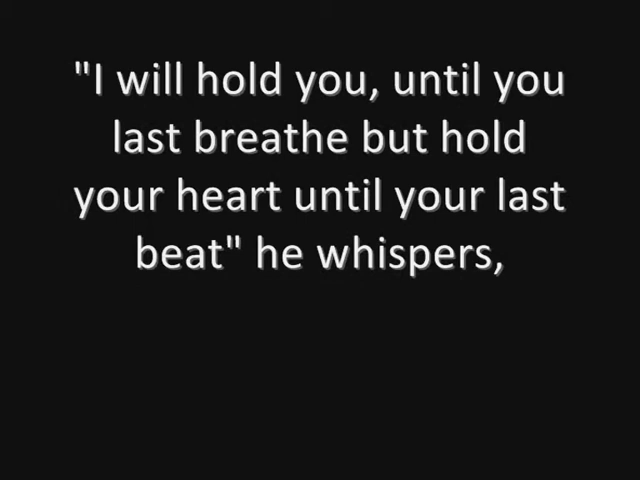 "I will hold you, until you
last breathe but hold
your heart until your last
beat" he whispers,